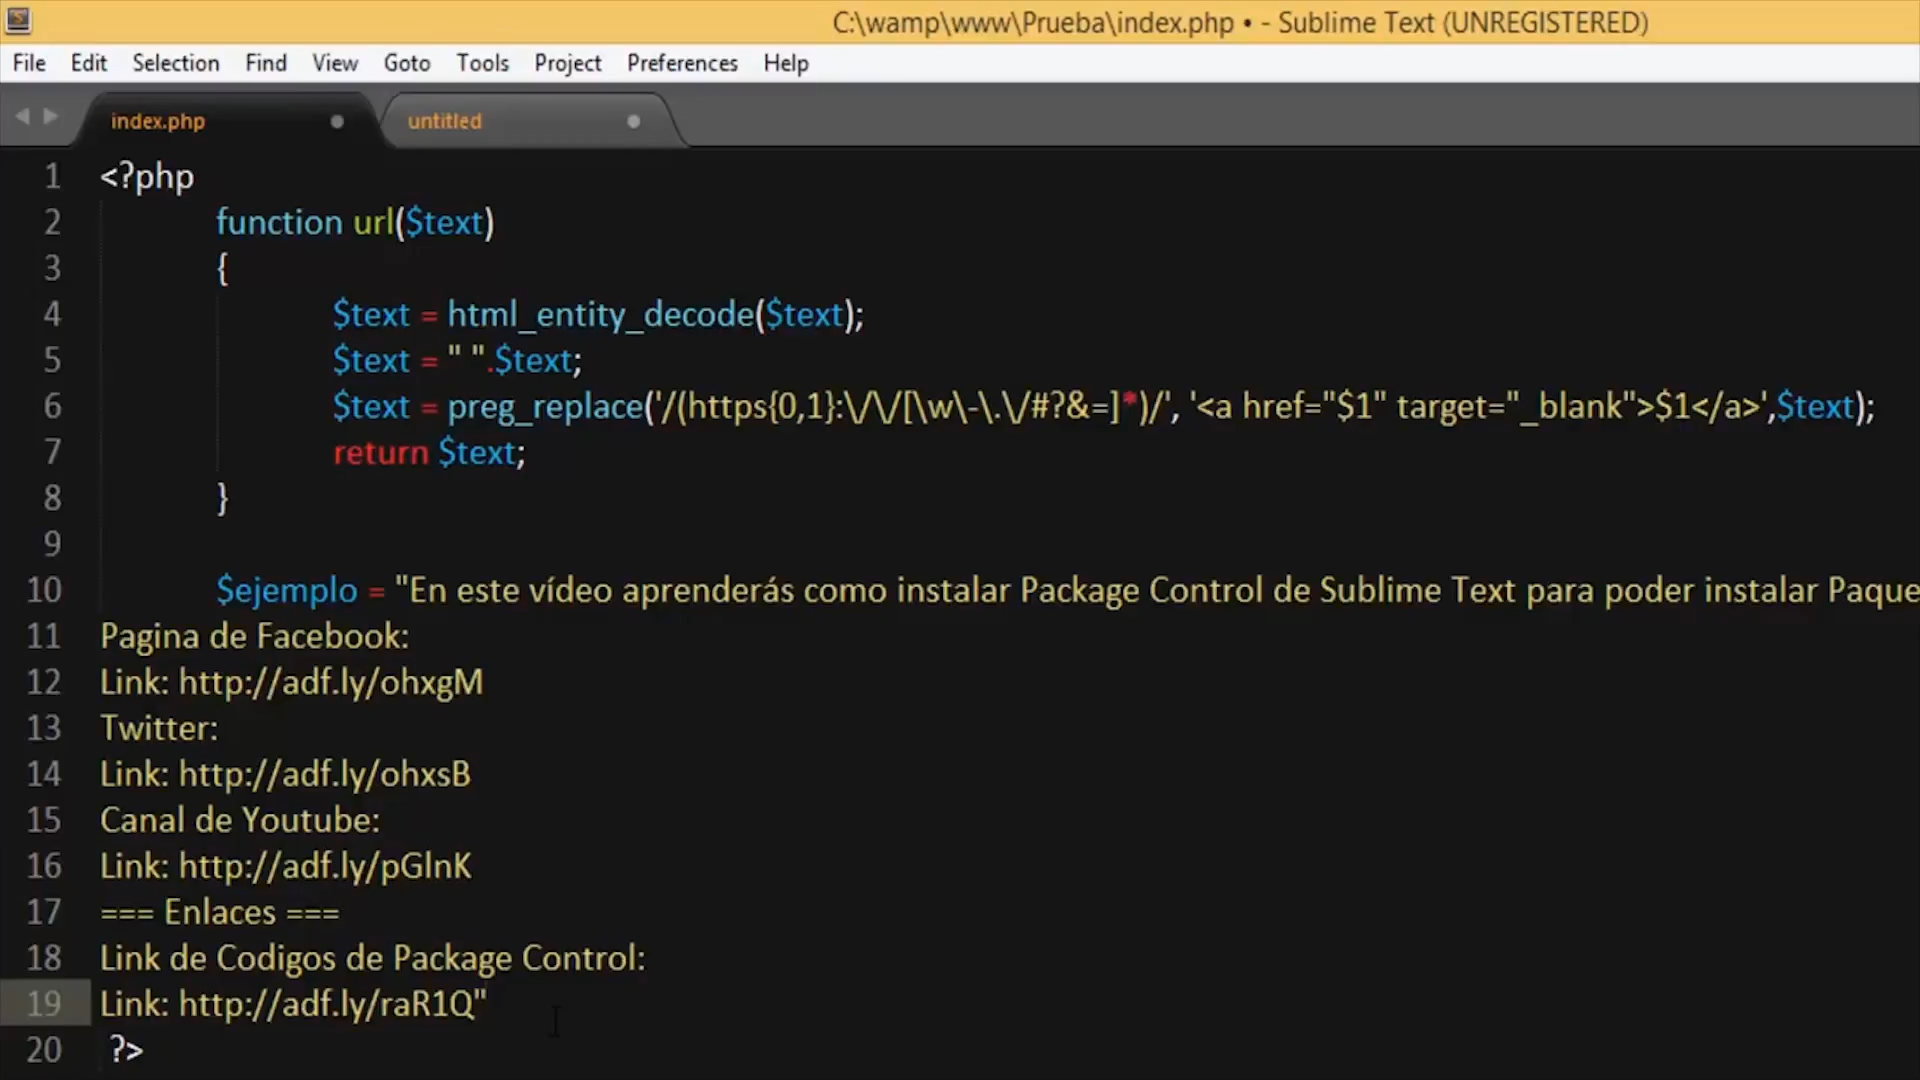 C:\wamp\www\Prueba\index.php • - Sublime Text (UNREGISTERED)
File Edit Selection Find View Goto Tools Project Preferences Help
index.php untitled
1 <?php
2 function url($text)
3 {
4 $text = html_entity_decode($text);
5 $text = " ".$text;
6 $text = preg_replace('/(https{0,1}:\/\/[\w\-\.\/#?&=]*)/', '<a href="$1" target="_blank">$1</a>',$text);
7 return $text;
8 }
9
10 $ejemplo = "En este vídeo aprenderás como instalar Package Control de Sublime Text para poder instalar Paque
11 Pagina de Facebook:
12 Link: http://adf.ly/ohxgM
13 Twitter:
14 Link: http://adf.ly/ohxsB
15 Canal de Youtube:
16 Link: http://adf.ly/pGlnK
17 === Enlaces ===
18 Link de Codigos de Package Control:
19 Link: http://adf.ly/raR1Q"
20 ?>